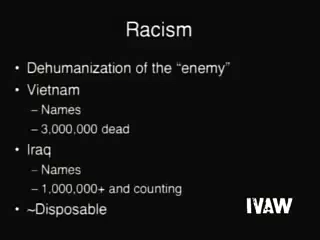 Racism
• Dehumanization of the “enemy”
• Vietnam
– Names
– 3,000,000 dead
• Iraq
– Names
– 1,000,000+ and counting
• ~Disposable
IVAW